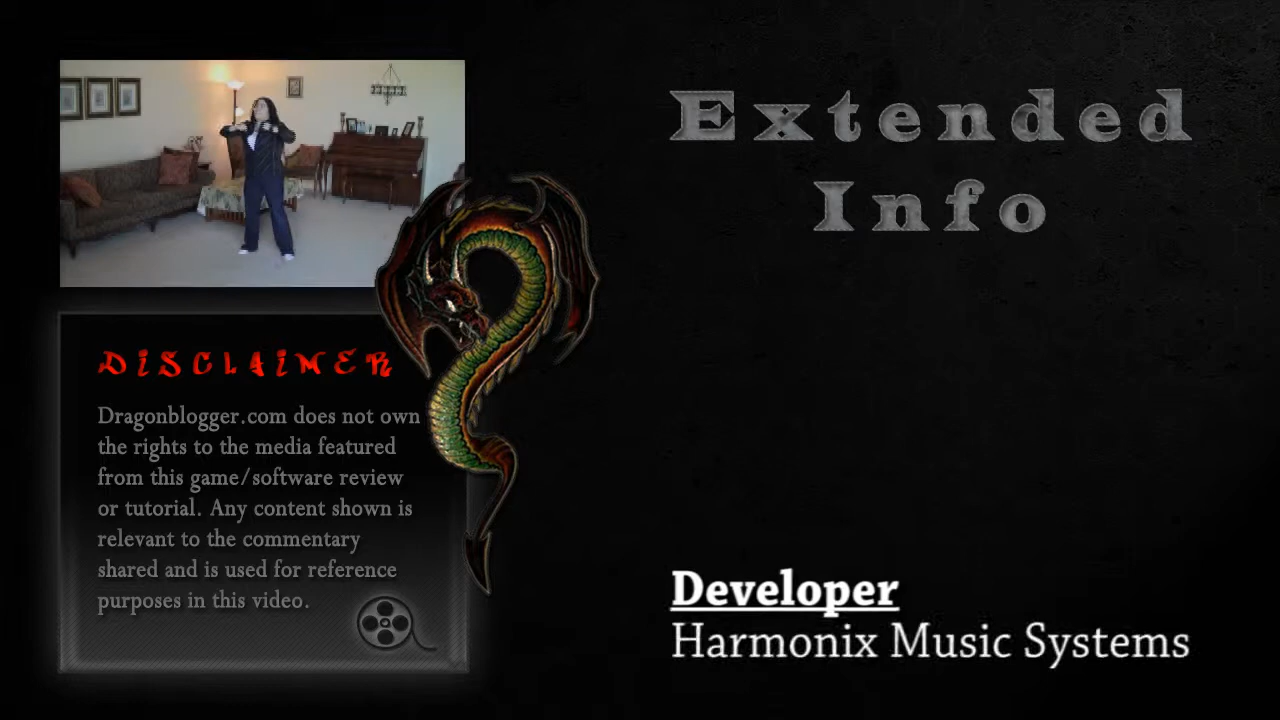 Extended
Info
DISCLAIMER
Dragonblogger.com does not own
the rights to the media featured
from this game/software review
or tutorial. Any content shown is
relevant to the commentary
shared and is used for reference
purposes in this video.
Developer
Harmonix Music Systems